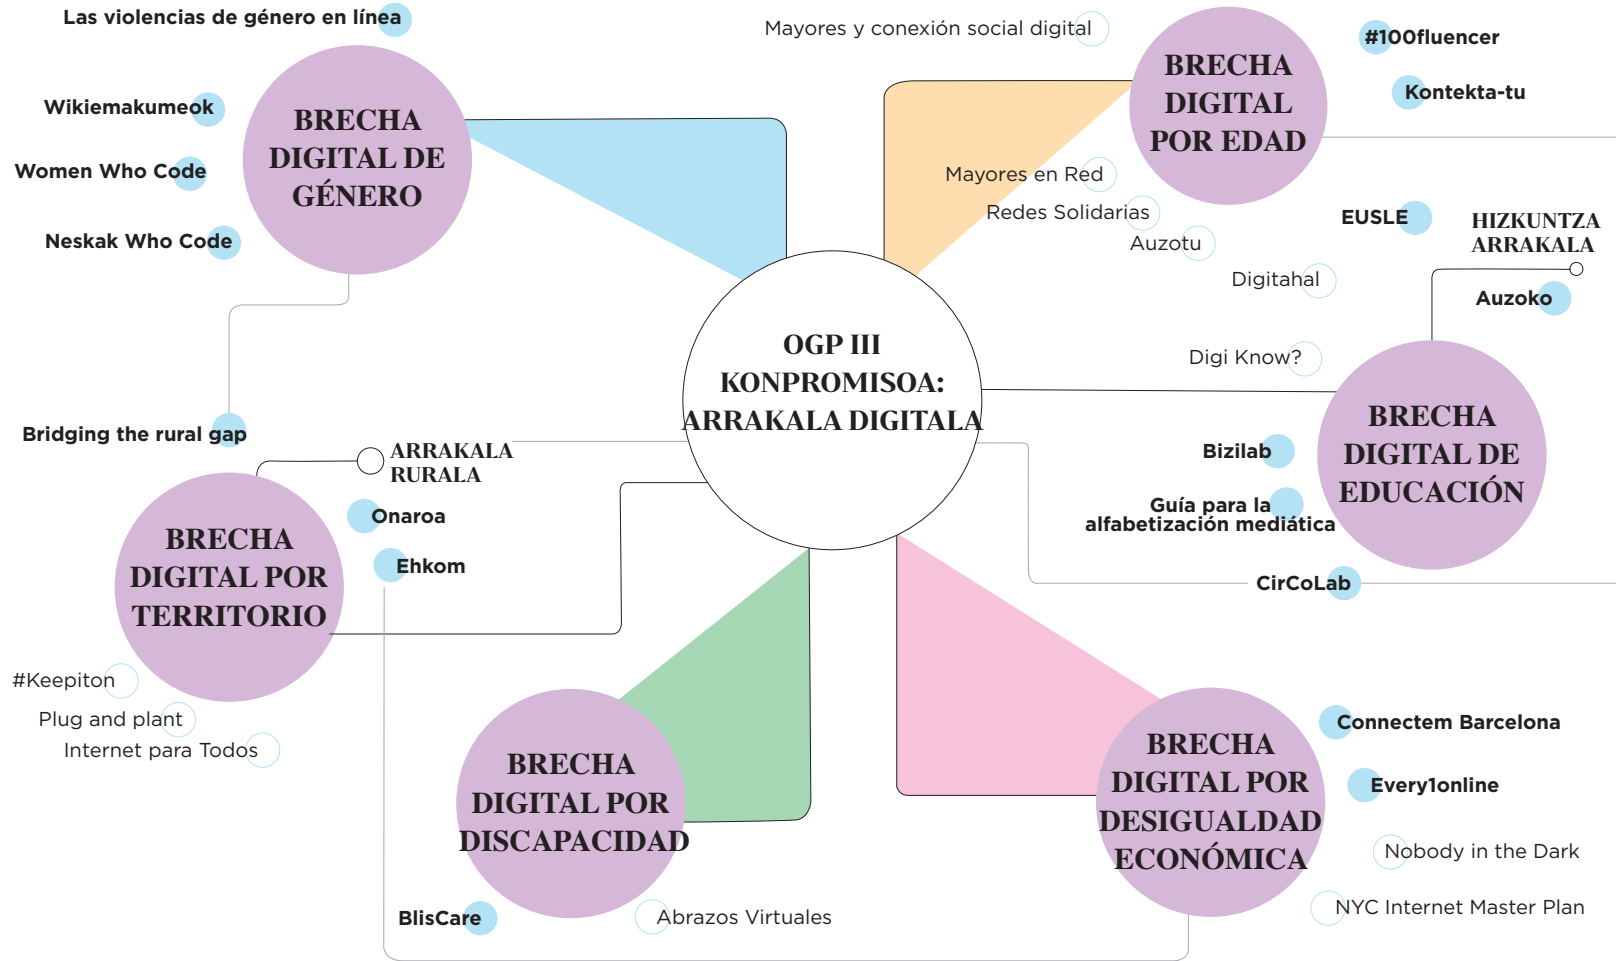 Las violencias de género en línea
Wikiemakumeok
Women Who Code
Neskak Who Code
BRECHA
DIGITAL DE
GÉNERO
Mayores y conexión social digital
BRECHA
DIGITAL
POR EDAD
#100fluencer
Kontekta-tu
Mayores en Red
Redes Solidarias
Auzotu
Digitahal
Digi Know?
EUSLE
HIZKUNTZA
ARRAKALA
Auzoko
OGP III
KONPROMISOA:
ARRAKALA DIGITALA
BRECHA
DIGITAL DE
EDUCACIÓN
Bizilab
Guía para la
alfabetización mediática
CirCoLab
Bridging the rural gap
ARRAKALA
RURALA
Onaroa
Ehkom
BRECHA
DIGITAL POR
TERRITORIO
#Keepiton
Plug and plant
Internet para Todos
BRECHA
DIGITAL POR
DISCAPACIDAD
BlisCare
Abrazos Virtuales
BRECHA
DIGITAL POR
DESIGUALDAD
ECONÓMICA
Connectem Barcelona
Every1online
Nobody in the Dark
NYC Internet Master Plan